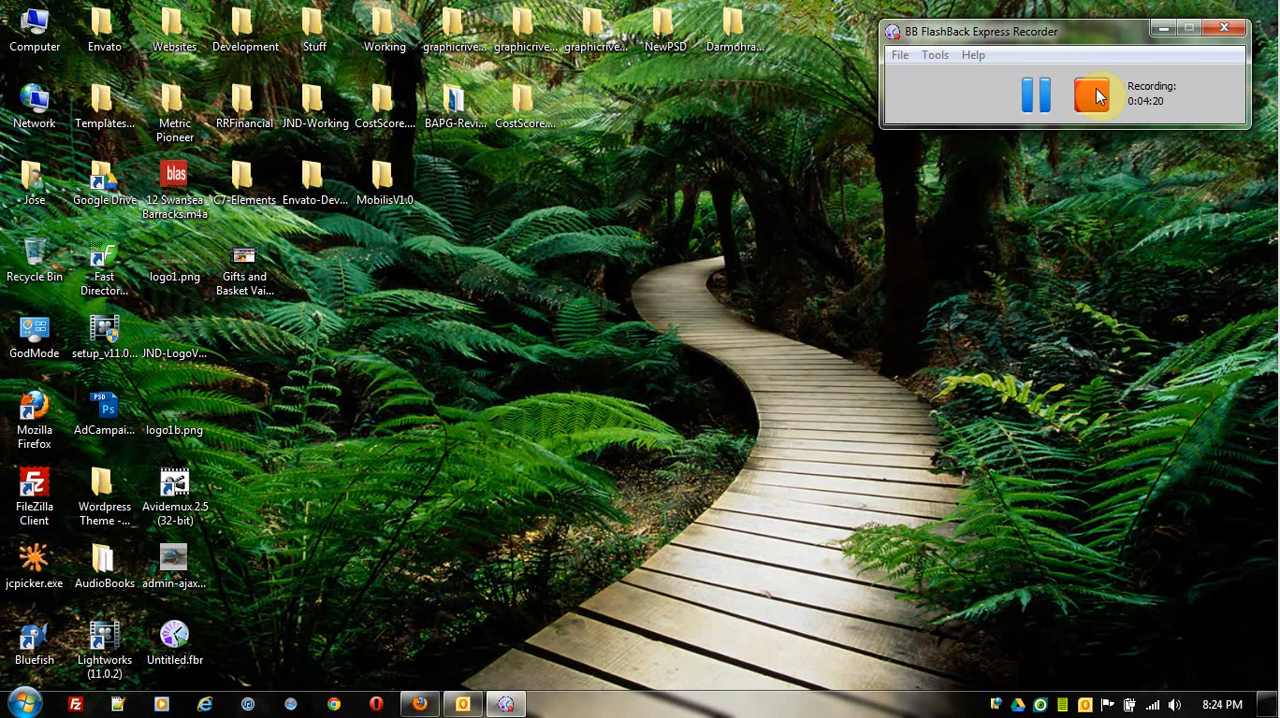 BB FlashBack Express Recorder
File Tools Help
Recording:
0:04:20
Computer
Envato
Websites
Development
Stuff
Working
graphicrive...
graphicrive...
graphicrive...
NewPSD
Darmohra...
Network
Templates...
Metric
Pioneer
RRFinancial
JND-Working
CostScore....
BAPG-Revi...
CostScore....
Jose
Google Drive
blas
12 Swansea
Barracks.m4a
C7-Elements
Envato-Dev...
MobilisV1.0
Recycle Bin
Fast
Director...
logo1.png
Gifts and
Basket Vai...
GodMode
setup_v11.0...
JND-LogoV...
Mozilla
Firefox
PSD
Ps
AdCampai...
logo1b.png
FileZilla
Client
Wordpress
Theme -...
Avidemux 2.5
(32-bit)
jcpicker.exe
AudioBooks
admin-ajax...
Bluefish
Lightworks
(11.0.2)
Untitled.fbr
8:24 PM